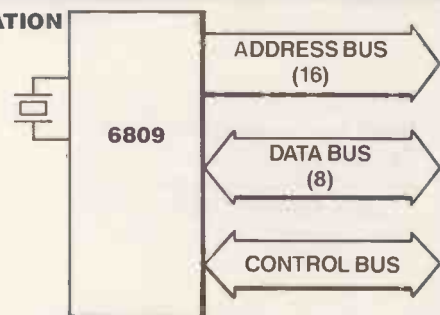 ATION
6809
ADDRESS BUS
(16)
DATA BUS
(8)
CONTROL BUS